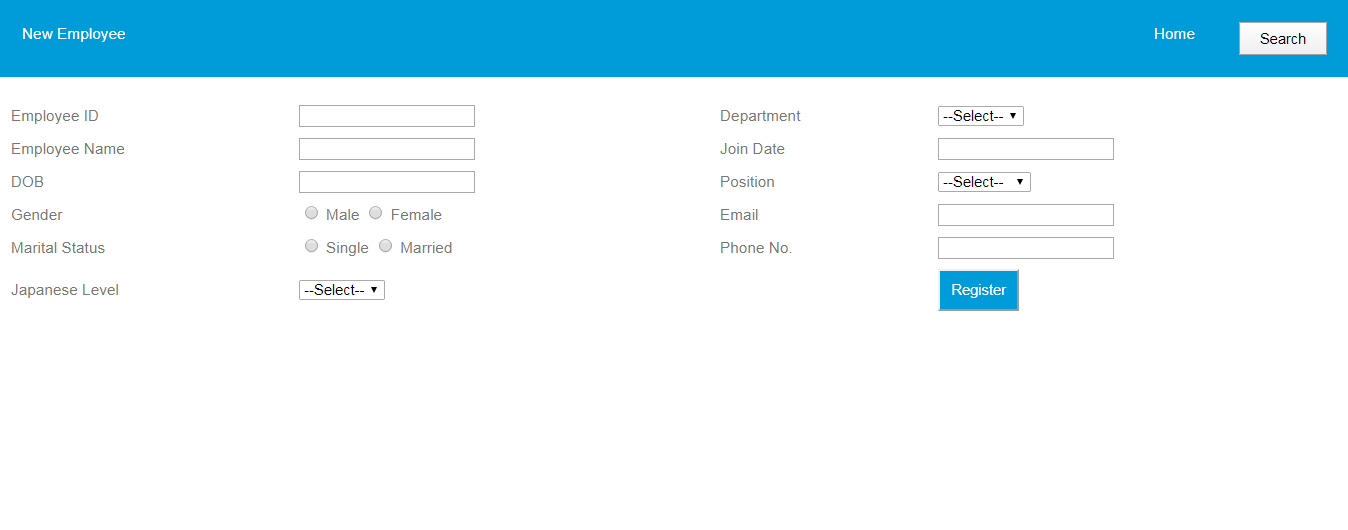 New Employee Home Search
Employee ID Department --Select--
Employee Name Join Date
DOB Position --Select--
Gender Male Female Email
Marital Status Single Married Phone No.
Japanese Level --Select-- Register